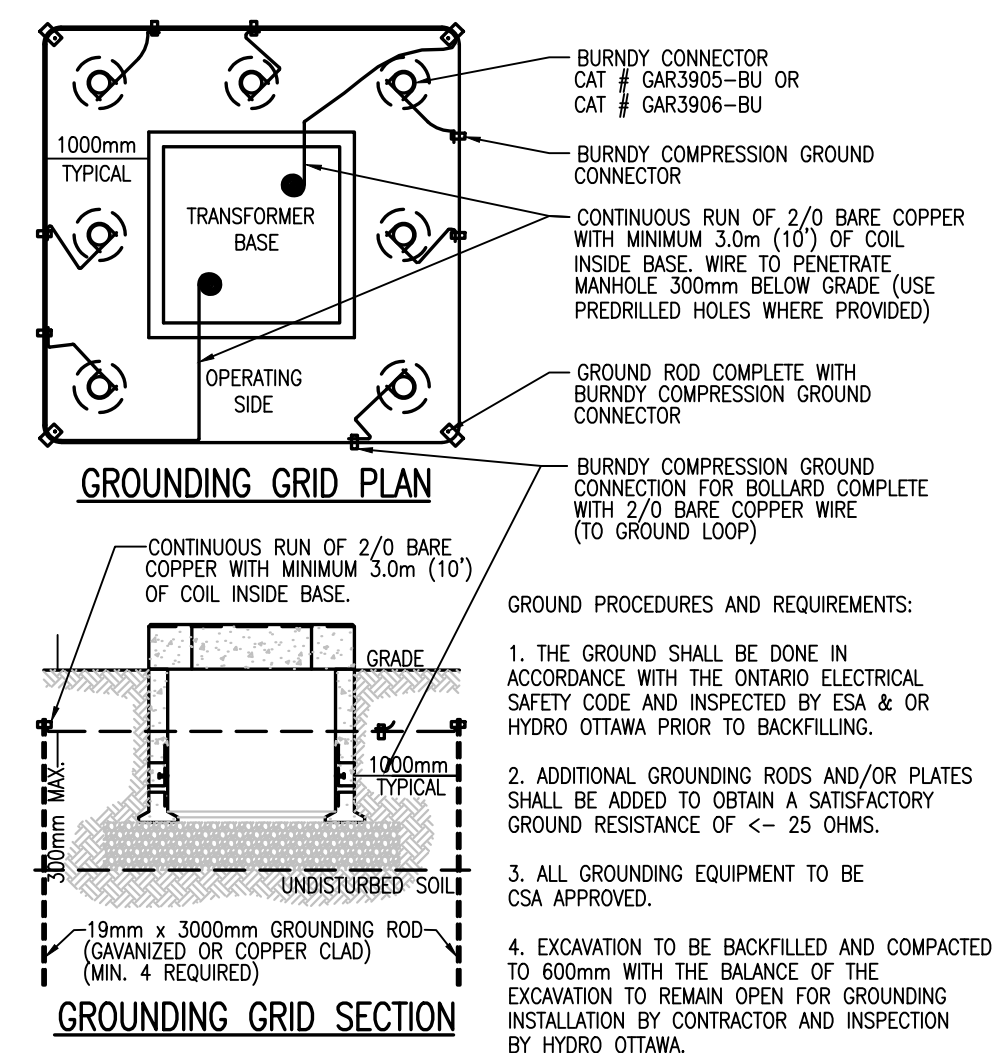 BURNDY CONNECTOR
CAT # GAR3905-BU OR
CAT # GAR3906-BU
1000mm
TYPICAL
BURNDY COMPRESSION GROUND
CONNECTOR
TRANSFORMER
BASE
CONTINUOUS RUN OF 2/0 BARE COPPER
WITH MINIMUM 3.0m (10') OF COIL
INSIDE BASE. WIRE TO PENETRATE
MANHOLE 300mm BELOW GRADE (USE
PREDRILLED HOLES WHERE PROVIDED)
OPERATING
SIDE
GROUND ROD COMPLETE WITH
BURNDY COMPRESSION GROUND
CONNECTOR
GROUNDING GRID PLAN
BURNDY COMPRESSION GROUND
CONNECTION FOR BOLLARD COMPLETE
WITH 2/0 BARE COPPER WIRE
(TO GROUND LOOP)
CONTINUOUS RUN OF 2/0 BARE
COPPER WITH MINIMUM 3.0m (10')
OF COIL INSIDE BASE.
GRADE
1000mm
TYPICAL
300mm MAX.
UNDISTURBED SOIL
19mm x 3000mm GROUNDING ROD
(GAVANIZED OR COPPER CLAD)
(MIN. 4 REQUIRED)
GROUNDING GRID SECTION
GROUND PROCEDURES AND REQUIREMENTS:
1. THE GROUND SHALL BE DONE IN
ACCORDANCE WITH THE ONTARIO ELECTRICAL
SAFETY CODE AND INSPECTED BY ESA & OR
HYDRO OTTAWA PRIOR TO BACKFILLING.
2. ADDITIONAL GROUNDING RODS AND/OR PLATES
SHALL BE ADDED TO OBTAIN A SATISFACTORY
GROUND RESISTANCE OF <- 25 OHMS.
3. ALL GROUNDING EQUIPMENT TO BE
CSA APPROVED.
4. EXCAVATION TO BE BACKFILLED AND COMPACTED
TO 600mm WITH THE BALANCE OF THE
EXCAVATION TO REMAIN OPEN FOR GROUNDING
INSTALLATION BY CONTRACTOR AND INSPECTION
BY HYDRO OTTAWA.